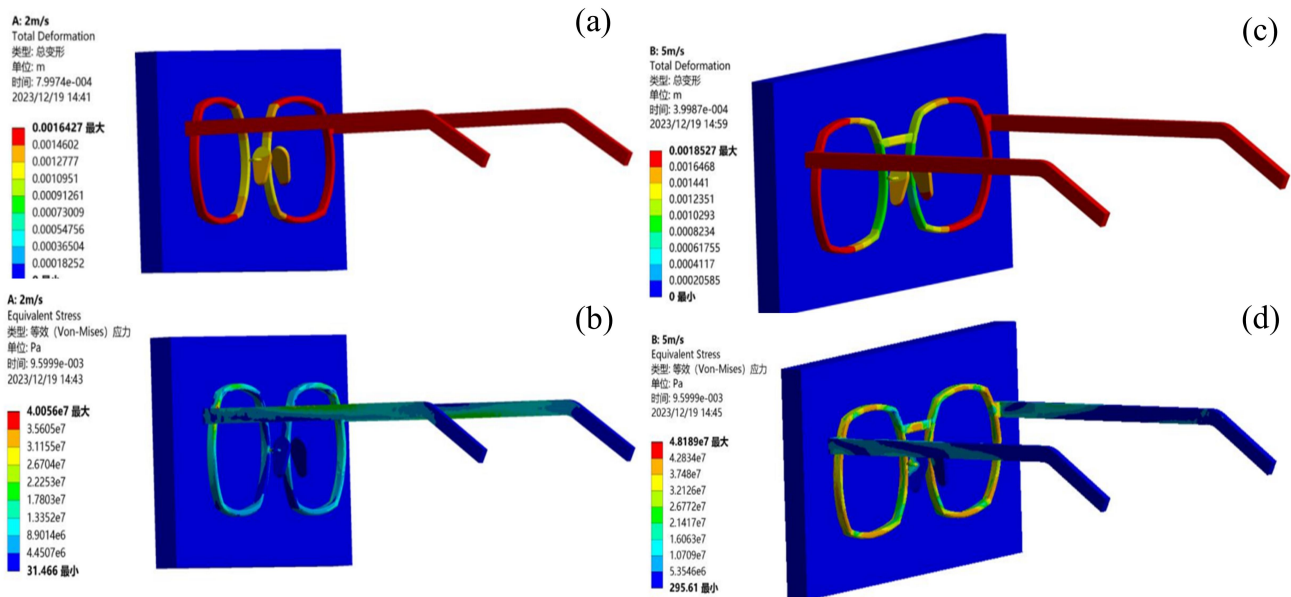 (a)
A: 2m/s
Total Deformation
类型: 总变形
单位: m
时间: 7.9974e-004
2023/12/19 14:41
0.0016427 最大
0.0014602
0.0012777
0.0010951
0.00091261
0.00073009
0.00054756
0.00036504
0.00018252
0 最小
(c)
B: 5m/s
Total Deformation
类型: 总变形
单位: m
时间: 3.9987e-004
2023/12/19 14:59
0.0018527 最大
0.0016468
0.001441
0.0012351
0.0010293
0.0008234
0.00061755
0.0004117
0.00020585
0 最小
(b)
A: 2m/s
Equivalent Stress
类型: 等效（Von-Mises）应力
单位: Pa
时间: 9.5999e-003
2023/12/19 14:43
4.0056e7 最大
3.5605e7
3.1155e7
2.6704e7
2.2253e7
1.7803e7
1.3352e7
8.9014e6
4.4507e6
31.466 最小
(d)
B: 5m/s
Equivalent Stress
类型: 等效（Von-Mises）应力
单位: Pa
时间: 9.5999e-003
2023/12/19 14:45
4.8189e7 最大
4.2834e7
3.748e7
3.2126e7
2.6772e7
2.1417e7
1.6063e7
1.0709e7
5.3546e6
295.61 最小